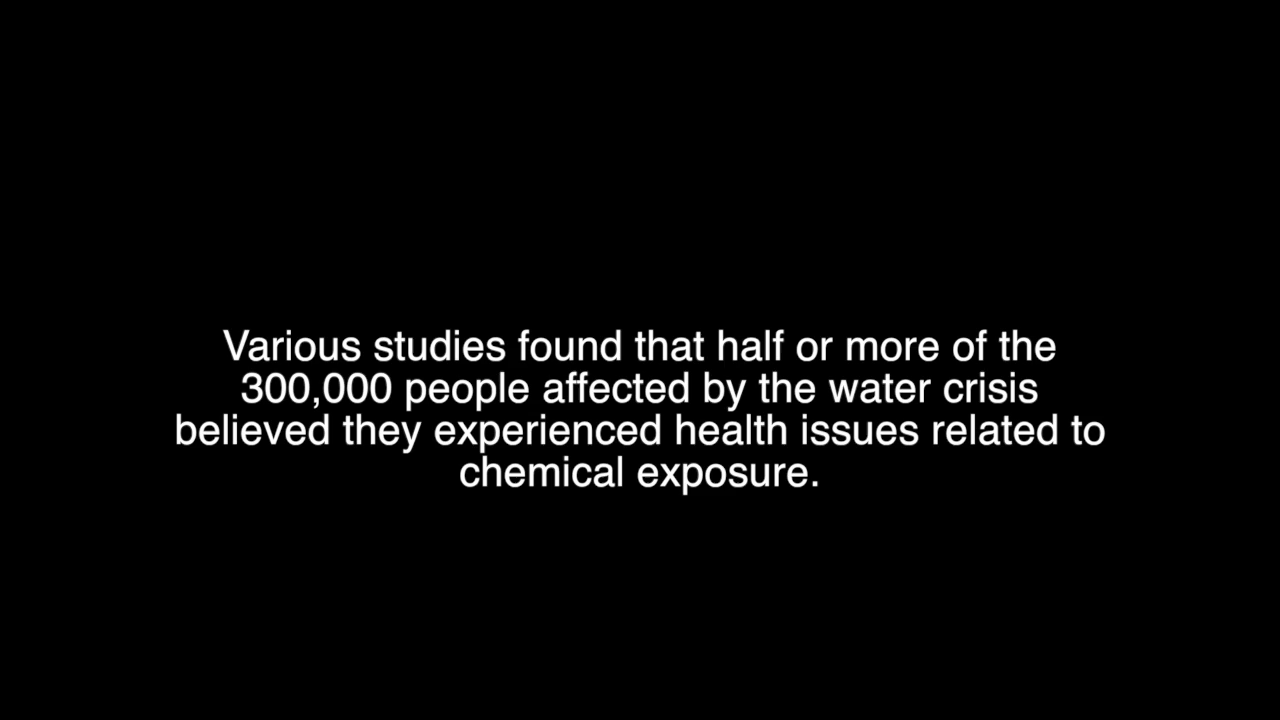 Various studies found that half or more of the
300,000 people affected by the water crisis
believed they experienced health issues related to
chemical exposure.